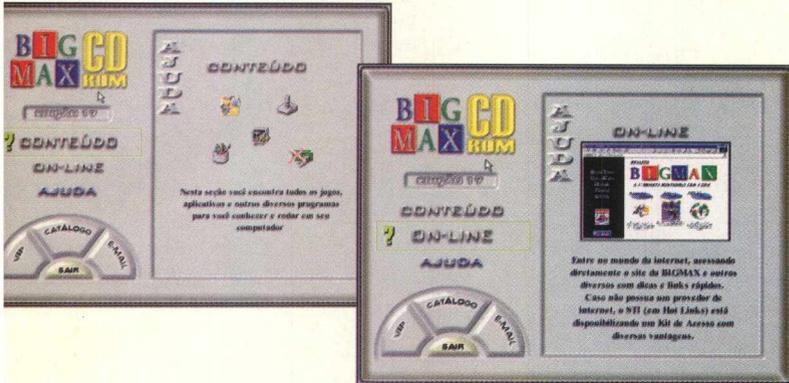 BIG
MAX
CD
ROM
CONTEÚDO
ON-LINE
AJUDA
VIP
CATÁLOGO
E-MAIL
SAIR
AJUDA
CONTEÚDO
Nesta seção você encontra todos os jogos,
aplicativos e outros diversos programas
para você conhecer e rodar em seu
computador
BIG
MAX
CD
ROM
CONTEÚDO
? ON-LINE
AJUDA
VIP
CATÁLOGO
E-MAIL
SAIR
AJUDA
ON-LINE
BIGMAX
Entre no mundo da internet, acessando
diretamente o site da BIGMAX e outros
diversos com dicas e links rápidos.
Caso não possua um provedor de
internet, o STI (em Hot Links) está
disponibilizando um Kit de Acesso com
diversas vantagens.